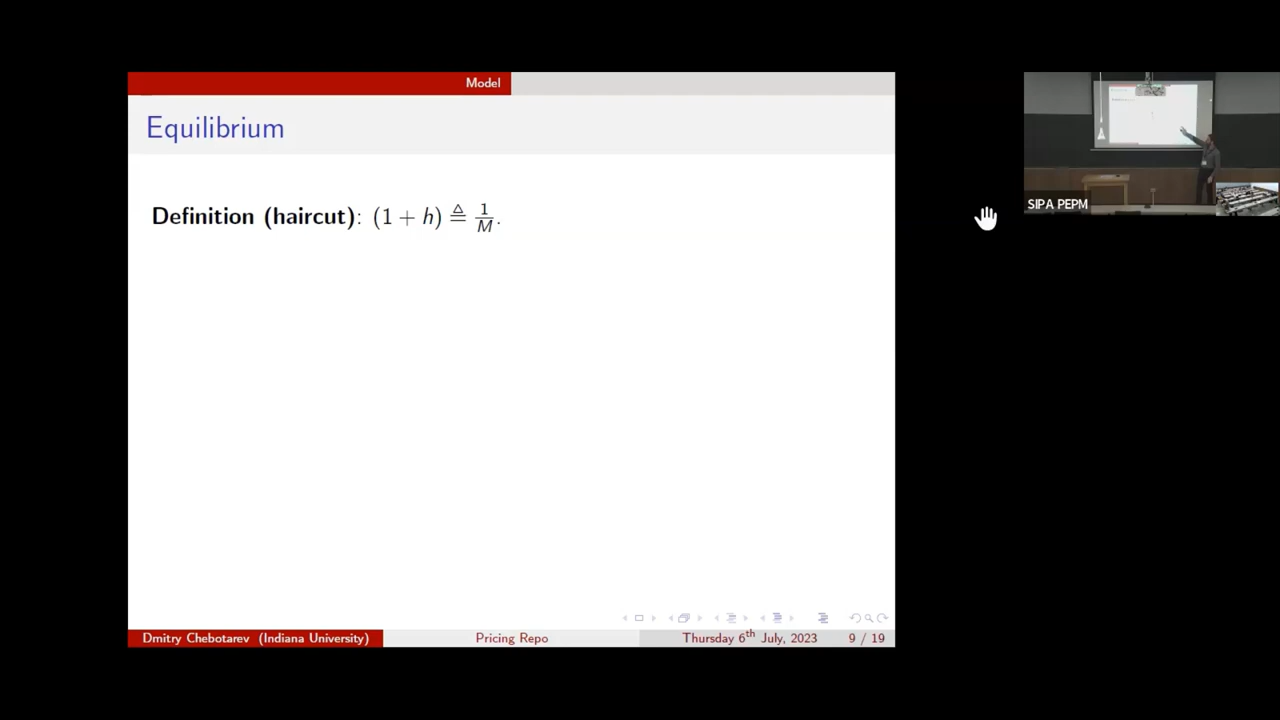 Model
Equilibrium
Definition (haircut): (1 + h) ≜ 1/M.
SIPA PEPM
Dmitry Chebotarev (Indiana University) Pricing Repo Thursday 6th July, 2023 9 / 19